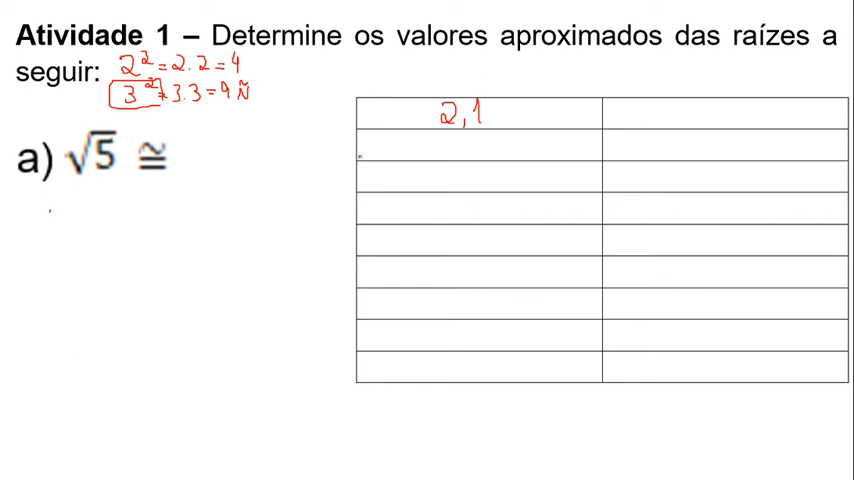 Atividade 1 – Determine os valores aproximados das raízes a
seguir: 2² = 2.2 = 4
3² = 3.3 = 9 Ñ
2,1
a) √5 ≅